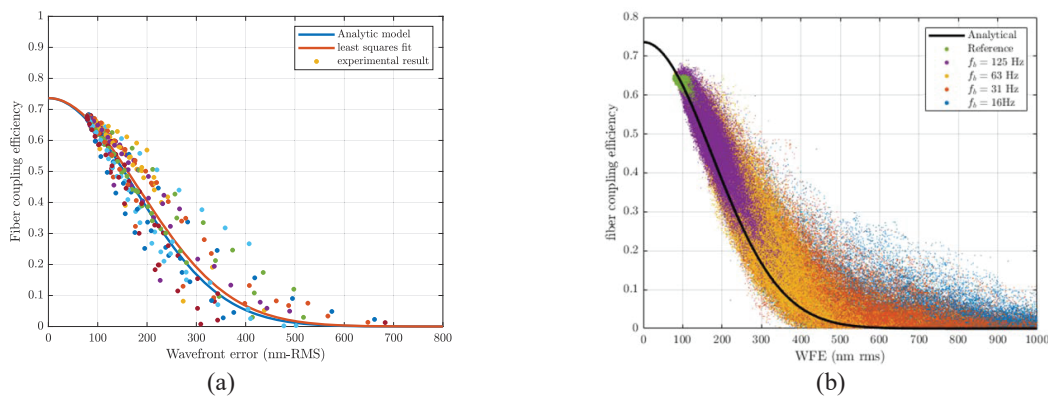 1
0.9
0.8
0.7
0.6
0.5
0.4
0.3
0.2
0.1
0
Fiber coupling efficiency
Analytic model
least squares fit
experimental result
0 100 200 300 400 500 600 700 800
Wavefront error (nm-RMS)
(a)
0.8
0.7
0.6
0.5
0.4
0.3
0.2
0.1
0
fiber coupling efficiency
Analytical
Reference
f_h = 125 Hz
f_h = 63 Hz
f_h = 31 Hz
f_h = 16Hz
0 100 200 300 400 500 600 700 800 900 1000
WFE (nm rms)
(b)